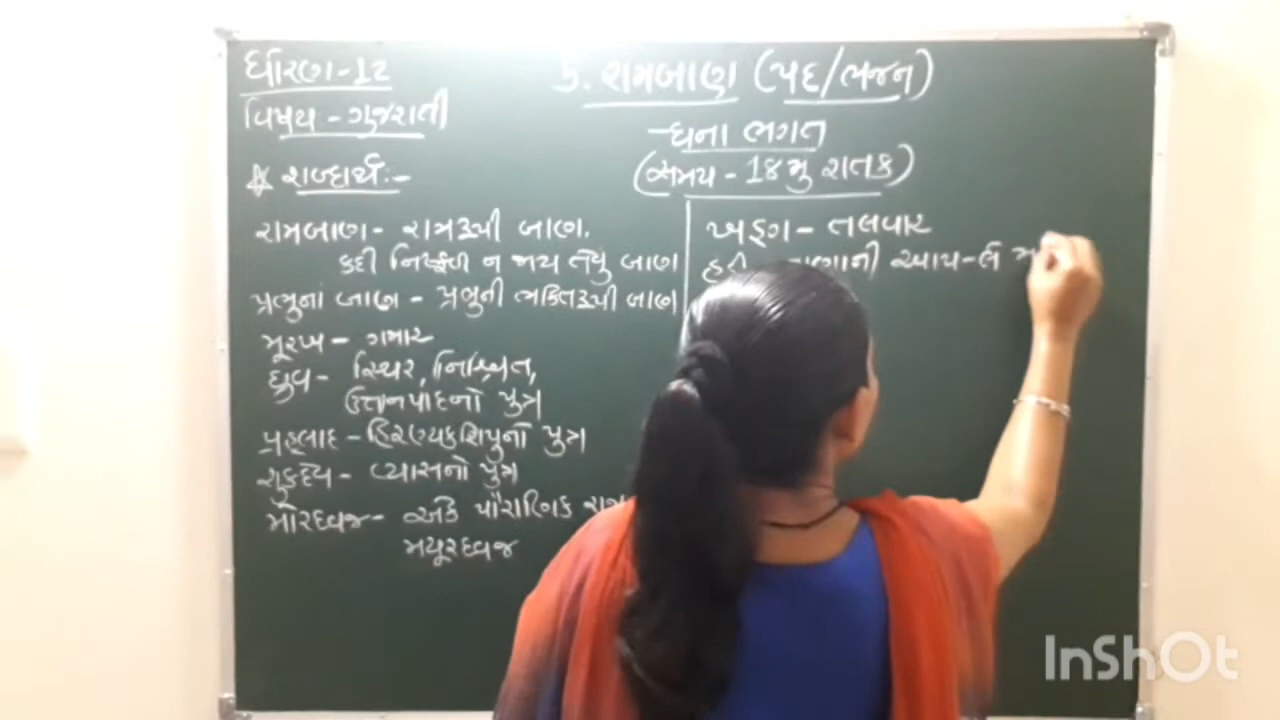 ધોરણ-12
વિષય - ગુજરાતી
5. રામબાણ (પદ/ભજન)
- ધના ભગત
(સમય - 14મુ શતક)
* શબ્દાર્થ:-
રામબાણ - રામરૂપી બાણ,
કદી નિષ્ફળ ન જાય તેવુ બાણ
પ્રભુનાં બાણ - પ્રભુની ભક્તિરૂપી બાણ
મૂરખ - ગમાર
ધ્રુવ - સ્થિર, નિશ્ચિત,
ઉત્તાનપાદનો પુત્ર
પ્રહલાદ - હિરણ્યકશિપુનો પુત્ર
શુકદેવ - વ્યાસનો પુત્ર
મોરધ્વજ - એક પૌરાણિક
મયૂરધ્વજ
ખડ્ગ - તલવાર
આપ-લે
InShOt